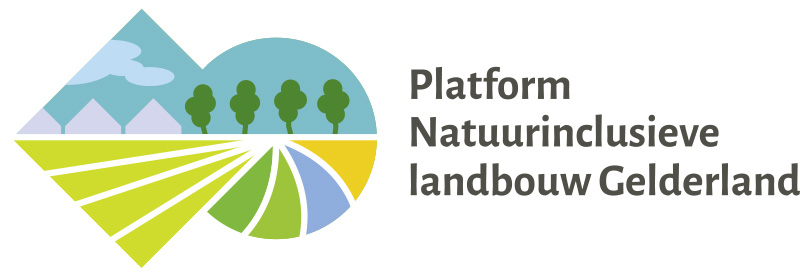 Platform
Natuurinclusieve
landbouw Gelderland